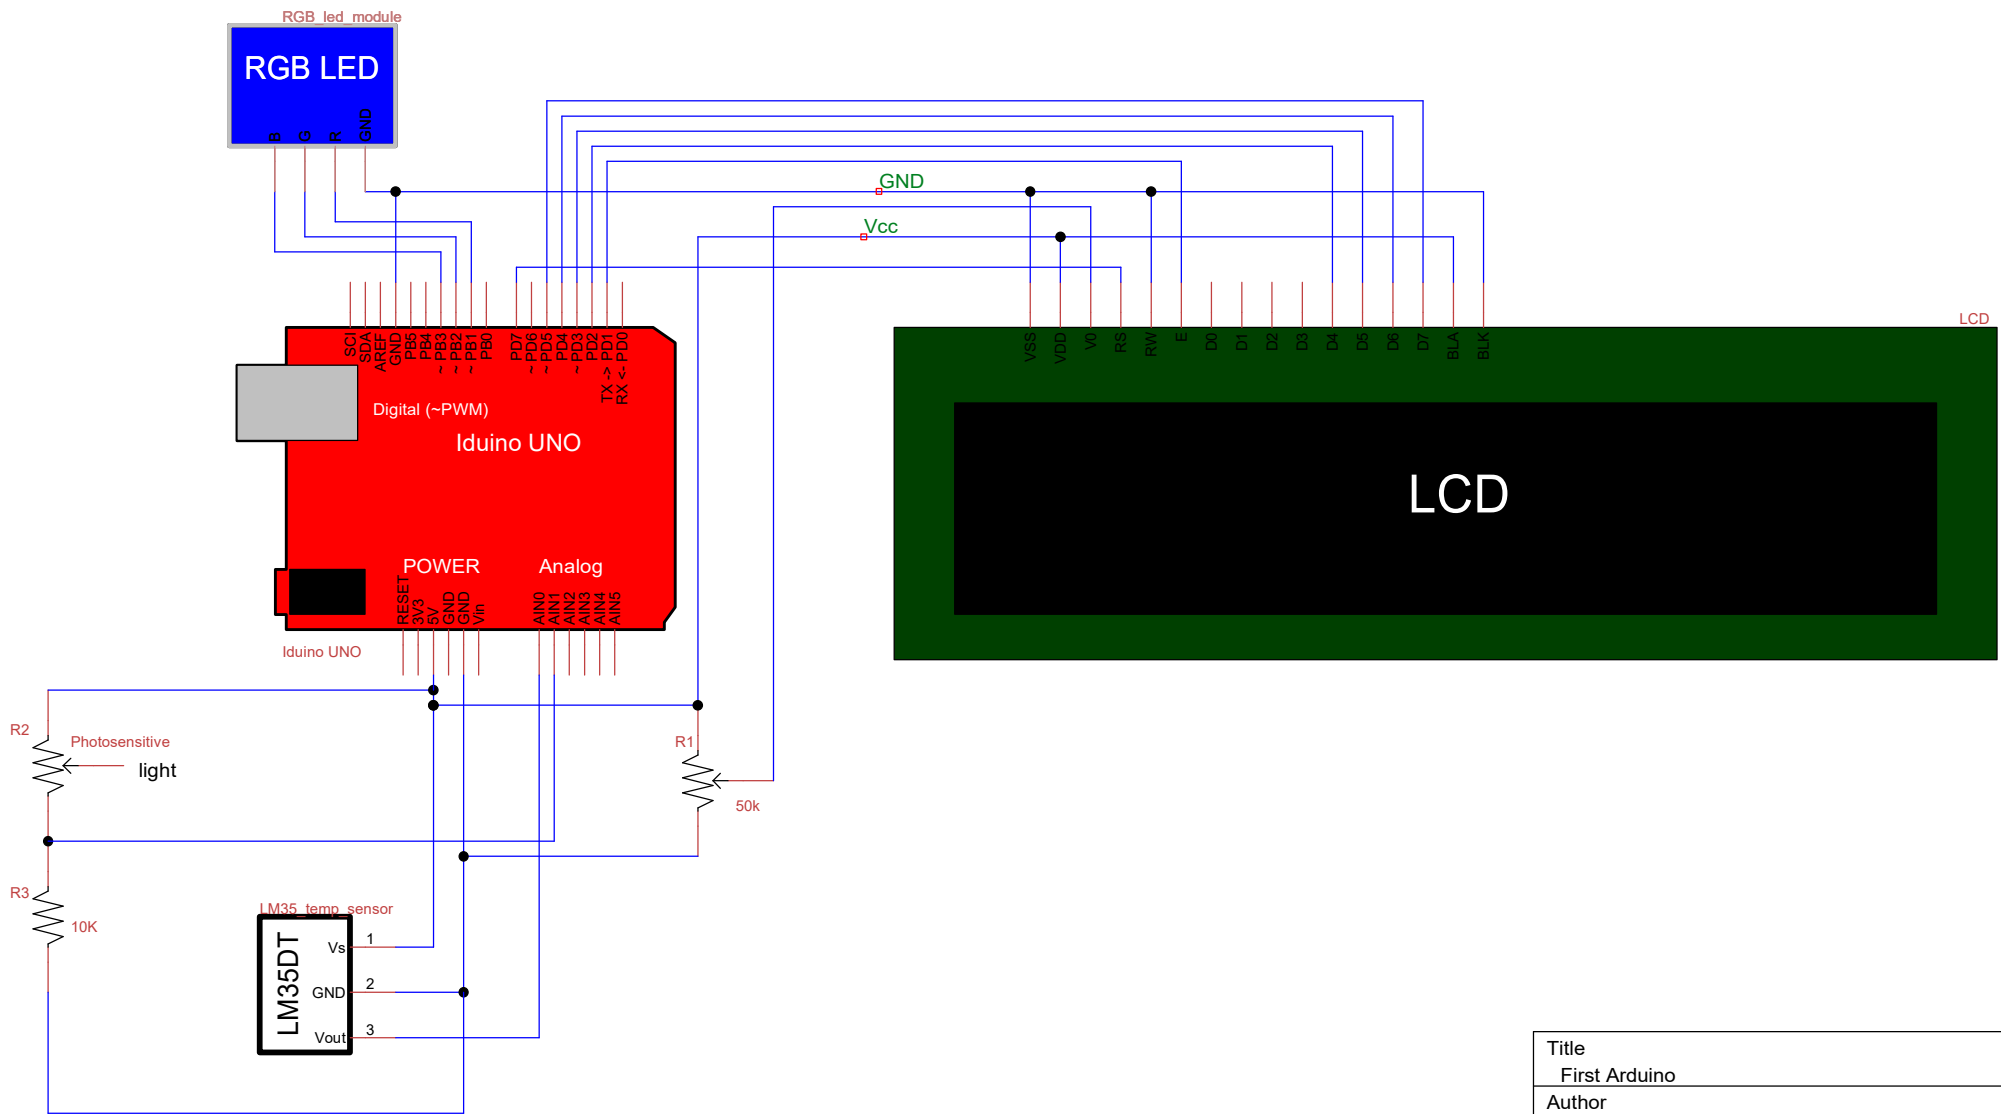 RGB_led_module
RGB LED
B
G
R
GND
GND
Vcc
SCI
SDA
AREF
GND
PB5
PB4
~ PB3
~ PB2
~ PB1
PB0
PD7
~ PD6
~ PD5
PD4
~ PD3
PD2
TX -> PD1
RX <- PD0
Digital (~PWM)
Iduino UNO
POWER
Analog
RESET
3V3
5V
GND
GND
Vin
AIN0
AIN1
AIN2
AIN3
AIN4
AIN5
Iduino UNO
LCD
VSS
VDD
V0
RS
RW
E
D0
D1
D2
D3
D4
D5
D6
D7
BLA
BLK
LCD
R2
Photosensitive
light
R1
50k
R3
10K
LM35_temp_sensor
LM35DT
Vs
1
GND
2
Vout
3
Title
First Arduino
Author